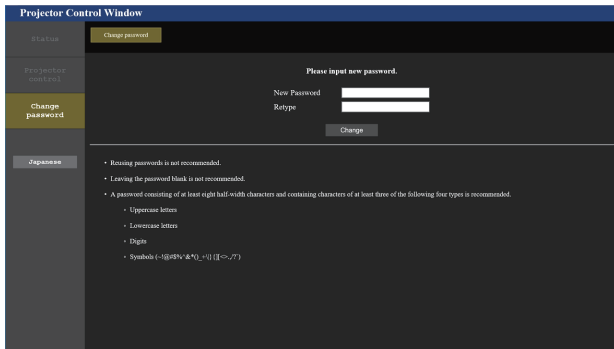 Projector Control Window
Status
Change password
Projector
control
Please input new password.
Change
password
New Password
Retype
Change
Japanese
• Reusing passwords is not recommended.
• Leaving the password blank is not recommended.
• A password consisting of at least eight half-width characters and containing characters of at least three of the following four types is recommended.
Uppercase letters
Lowercase letters
Digits